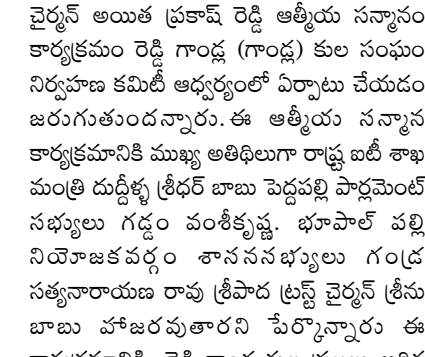 చైర్మన్ అయిత ప్రకాష్ రెడ్డి ఆత్మీయ సన్మానం
కార్యక్రమం రెడ్డి గాండ్ల (గాండ్ల) కుల సంఘం
నిర్వహణ కమిటీ ఆధ్వర్యంలో ఏర్పాటు చేయడం
జరుగుతుందన్నారు. ఈ ఆత్మీయ సన్మాన
కార్యక్రమానికి ముఖ్య అతిథిలుగా రాష్ట్ర ఐటీ శాఖ
మంత్రి దుద్దీళ్ళ శ్రీధర్ బాబు పెద్దపల్లి పార్లమెంట్
సభ్యులు గడ్డం వంశీకృష్ణ. భూపాల్ పల్లి
నియోజకవర్గం శాసనసభ్యులు గండ్ర
సత్యనారాయణ రావు శ్రీపాద ట్రస్ట్ చైర్మన్ శ్రీను
బాబు హాజరవుతారని పేర్కొన్నారు ఈ